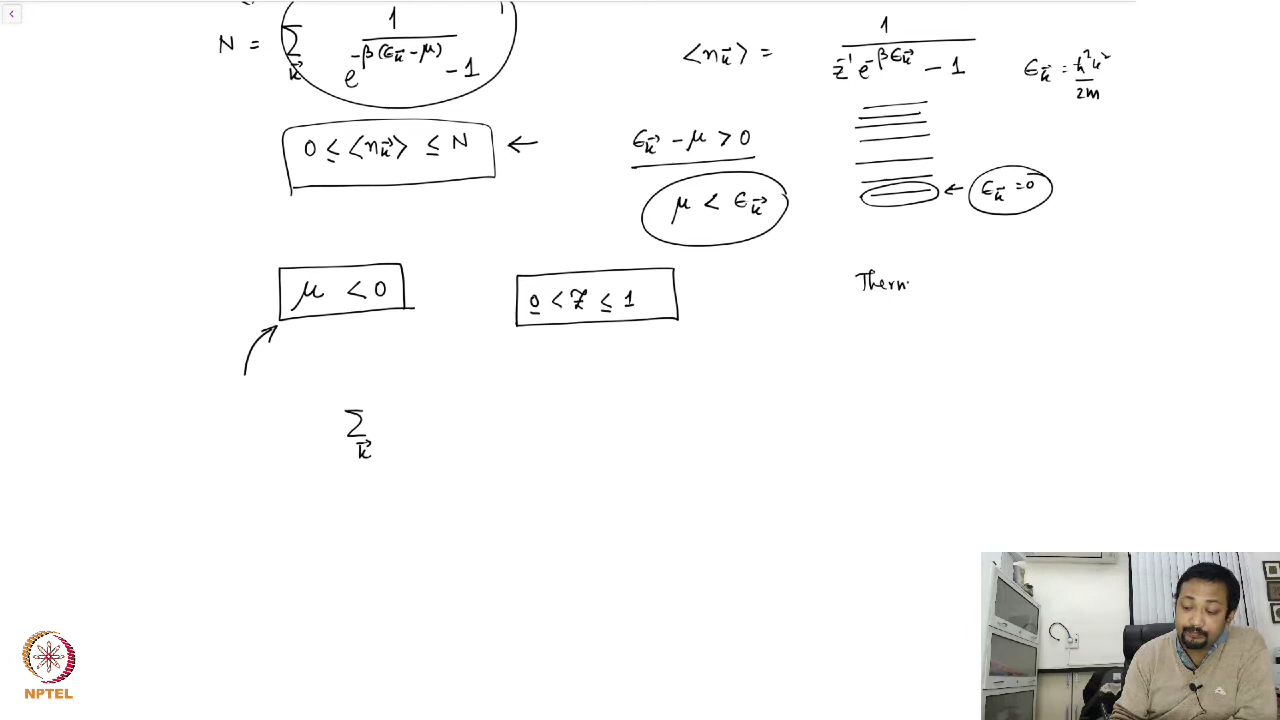 N = Σ_k⃗ 1 / e^{-β(ϵ_k⃗ - μ)} - 1
⟨n_k⃗⟩ = 1 / z^{-1} e^{-βϵ_k⃗} - 1
ϵ_k⃗ = ħ²k² / 2m
0 ≤ ⟨n_k⃗⟩ ≤ N ←
ϵ_k⃗ - μ > 0
μ < ϵ_k⃗
← ϵ_k⃗ = 0
μ < 0
0 < z ≤ 1
Therm
Σ_k⃗
NPTEL